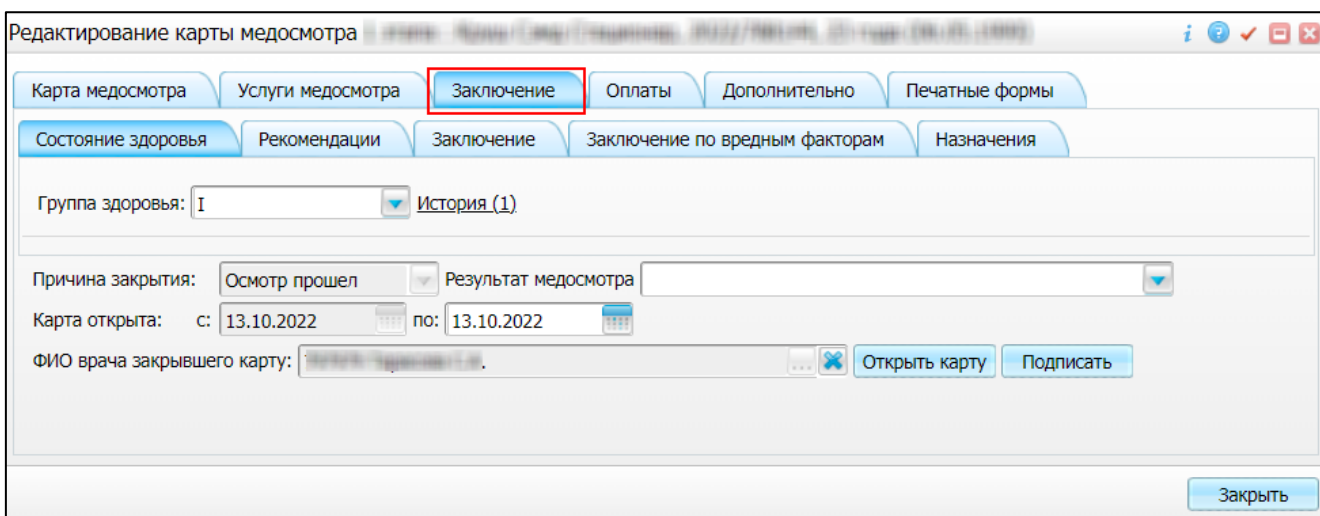 Редактирование карты медосмотра
Карта медосмотра Услуги медосмотра Заключение Оплаты Дополнительно Печатные формы
Состояние здоровья Рекомендации Заключение Заключение по вредным факторам Назначения
Группа здоровья: I История (1)
Причина закрытия: Осмотр прошел Результат медосмотра
Карта открыта: с: 13.10.2022 по: 13.10.2022
ФИО врача закрывшего карту: ... Открыть карту Подписать
Закрыть